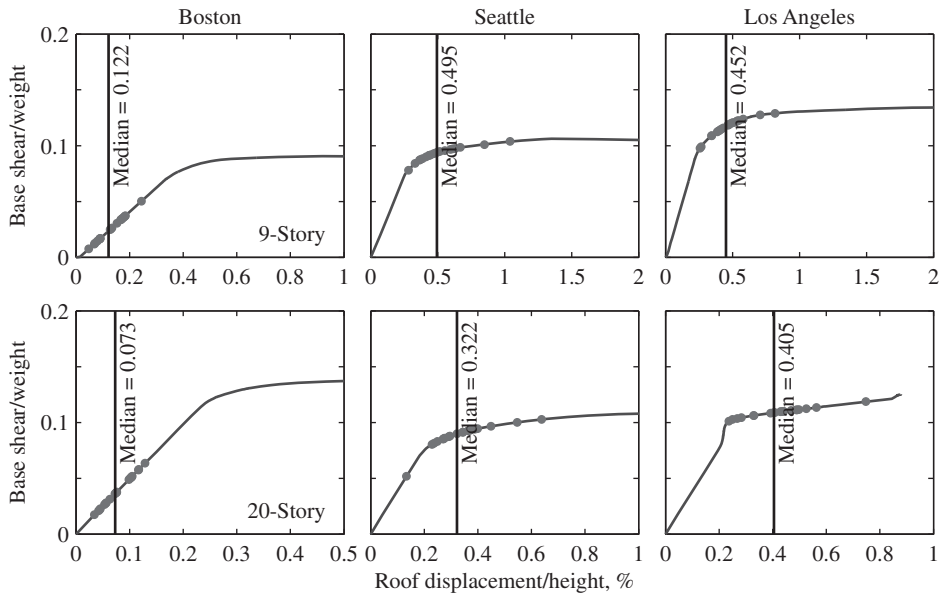 Boston
Seattle
Los Angeles
Base shear/weight
0.2
0.1
0
Median = 0.122
9-Story
0 0.2 0.4 0.6 0.8 1
Median = 0.495
0 0.5 1 1.5 2
Median = 0.452
0 0.5 1 1.5 2
Base shear/weight
0.2
0.1
0
Median = 0.073
20-Story
0 0.1 0.2 0.3 0.4 0.5
Median = 0.322
0 0.2 0.4 0.6 0.8 1
Median = 0.405
0 0.2 0.4 0.6 0.8 1
Roof displacement/height, %